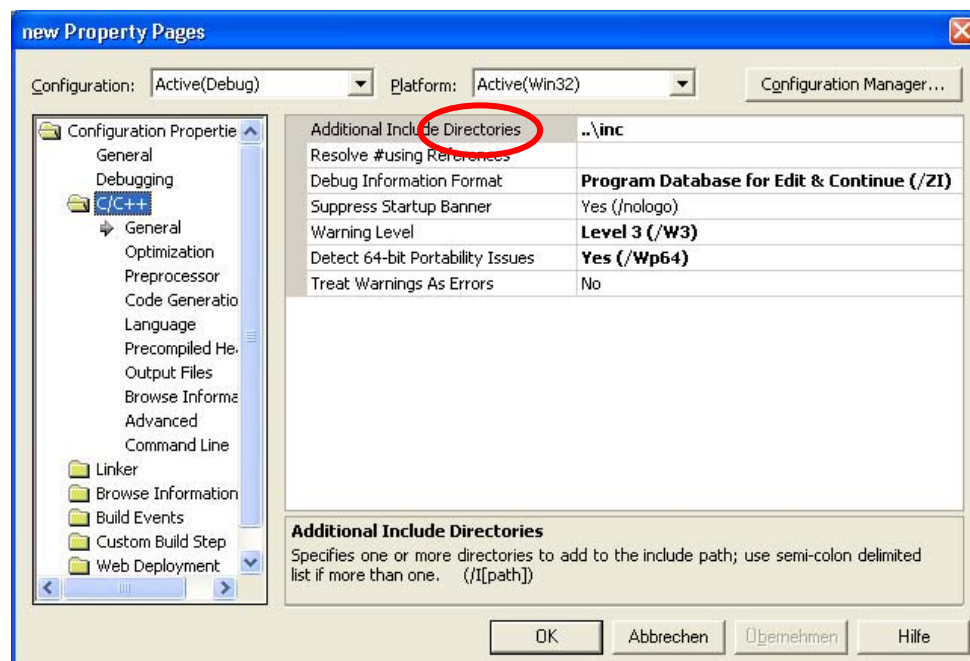 new Property Pages
Configuration: Active(Debug) Platform: Active(Win32) Configuration Manager...
Configuration Propertie
General
Debugging
C/C++
General
Optimization
Preprocessor
Code Generatio
Language
Precompiled He
Output Files
Browse Informa
Advanced
Command Line
Linker
Browse Information
Build Events
Custom Build Step
Web Deployment
Additional Include Directories ..\inc
Resolve #using References
Debug Information Format Program Database for Edit & Continue (/ZI)
Suppress Startup Banner Yes (/nologo)
Warning Level Level 3 (/W3)
Detect 64-bit Portability Issues Yes (/Wp64)
Treat Warnings As Errors No
Additional Include Directories
Specifies one or more directories to add to the include path; use semi-colon delimited
list if more than one. (/I[path])
OK Abbrechen Übernehmen Hilfe